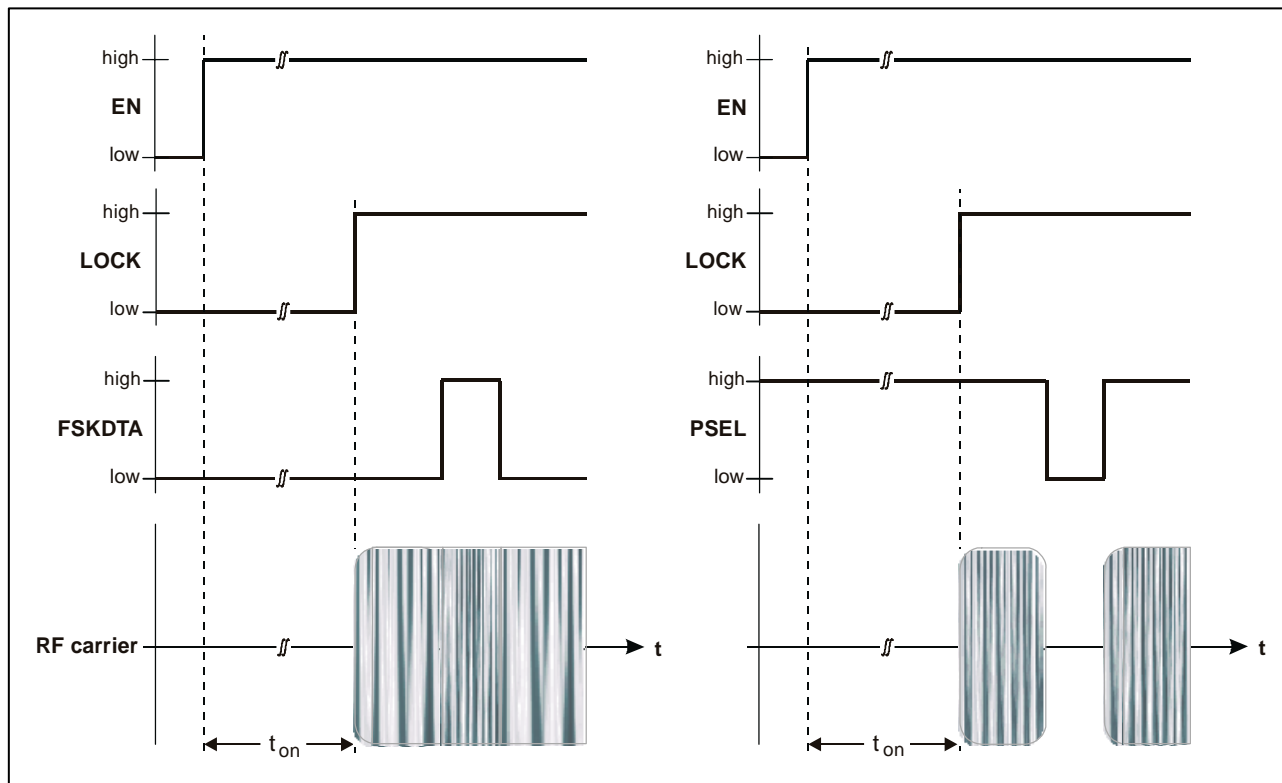 high
EN
low
high
LOCK
low
high
FSKDTA
low
RF carrier
t
t on
high
EN
low
high
LOCK
low
high
PSEL
low
t
t on